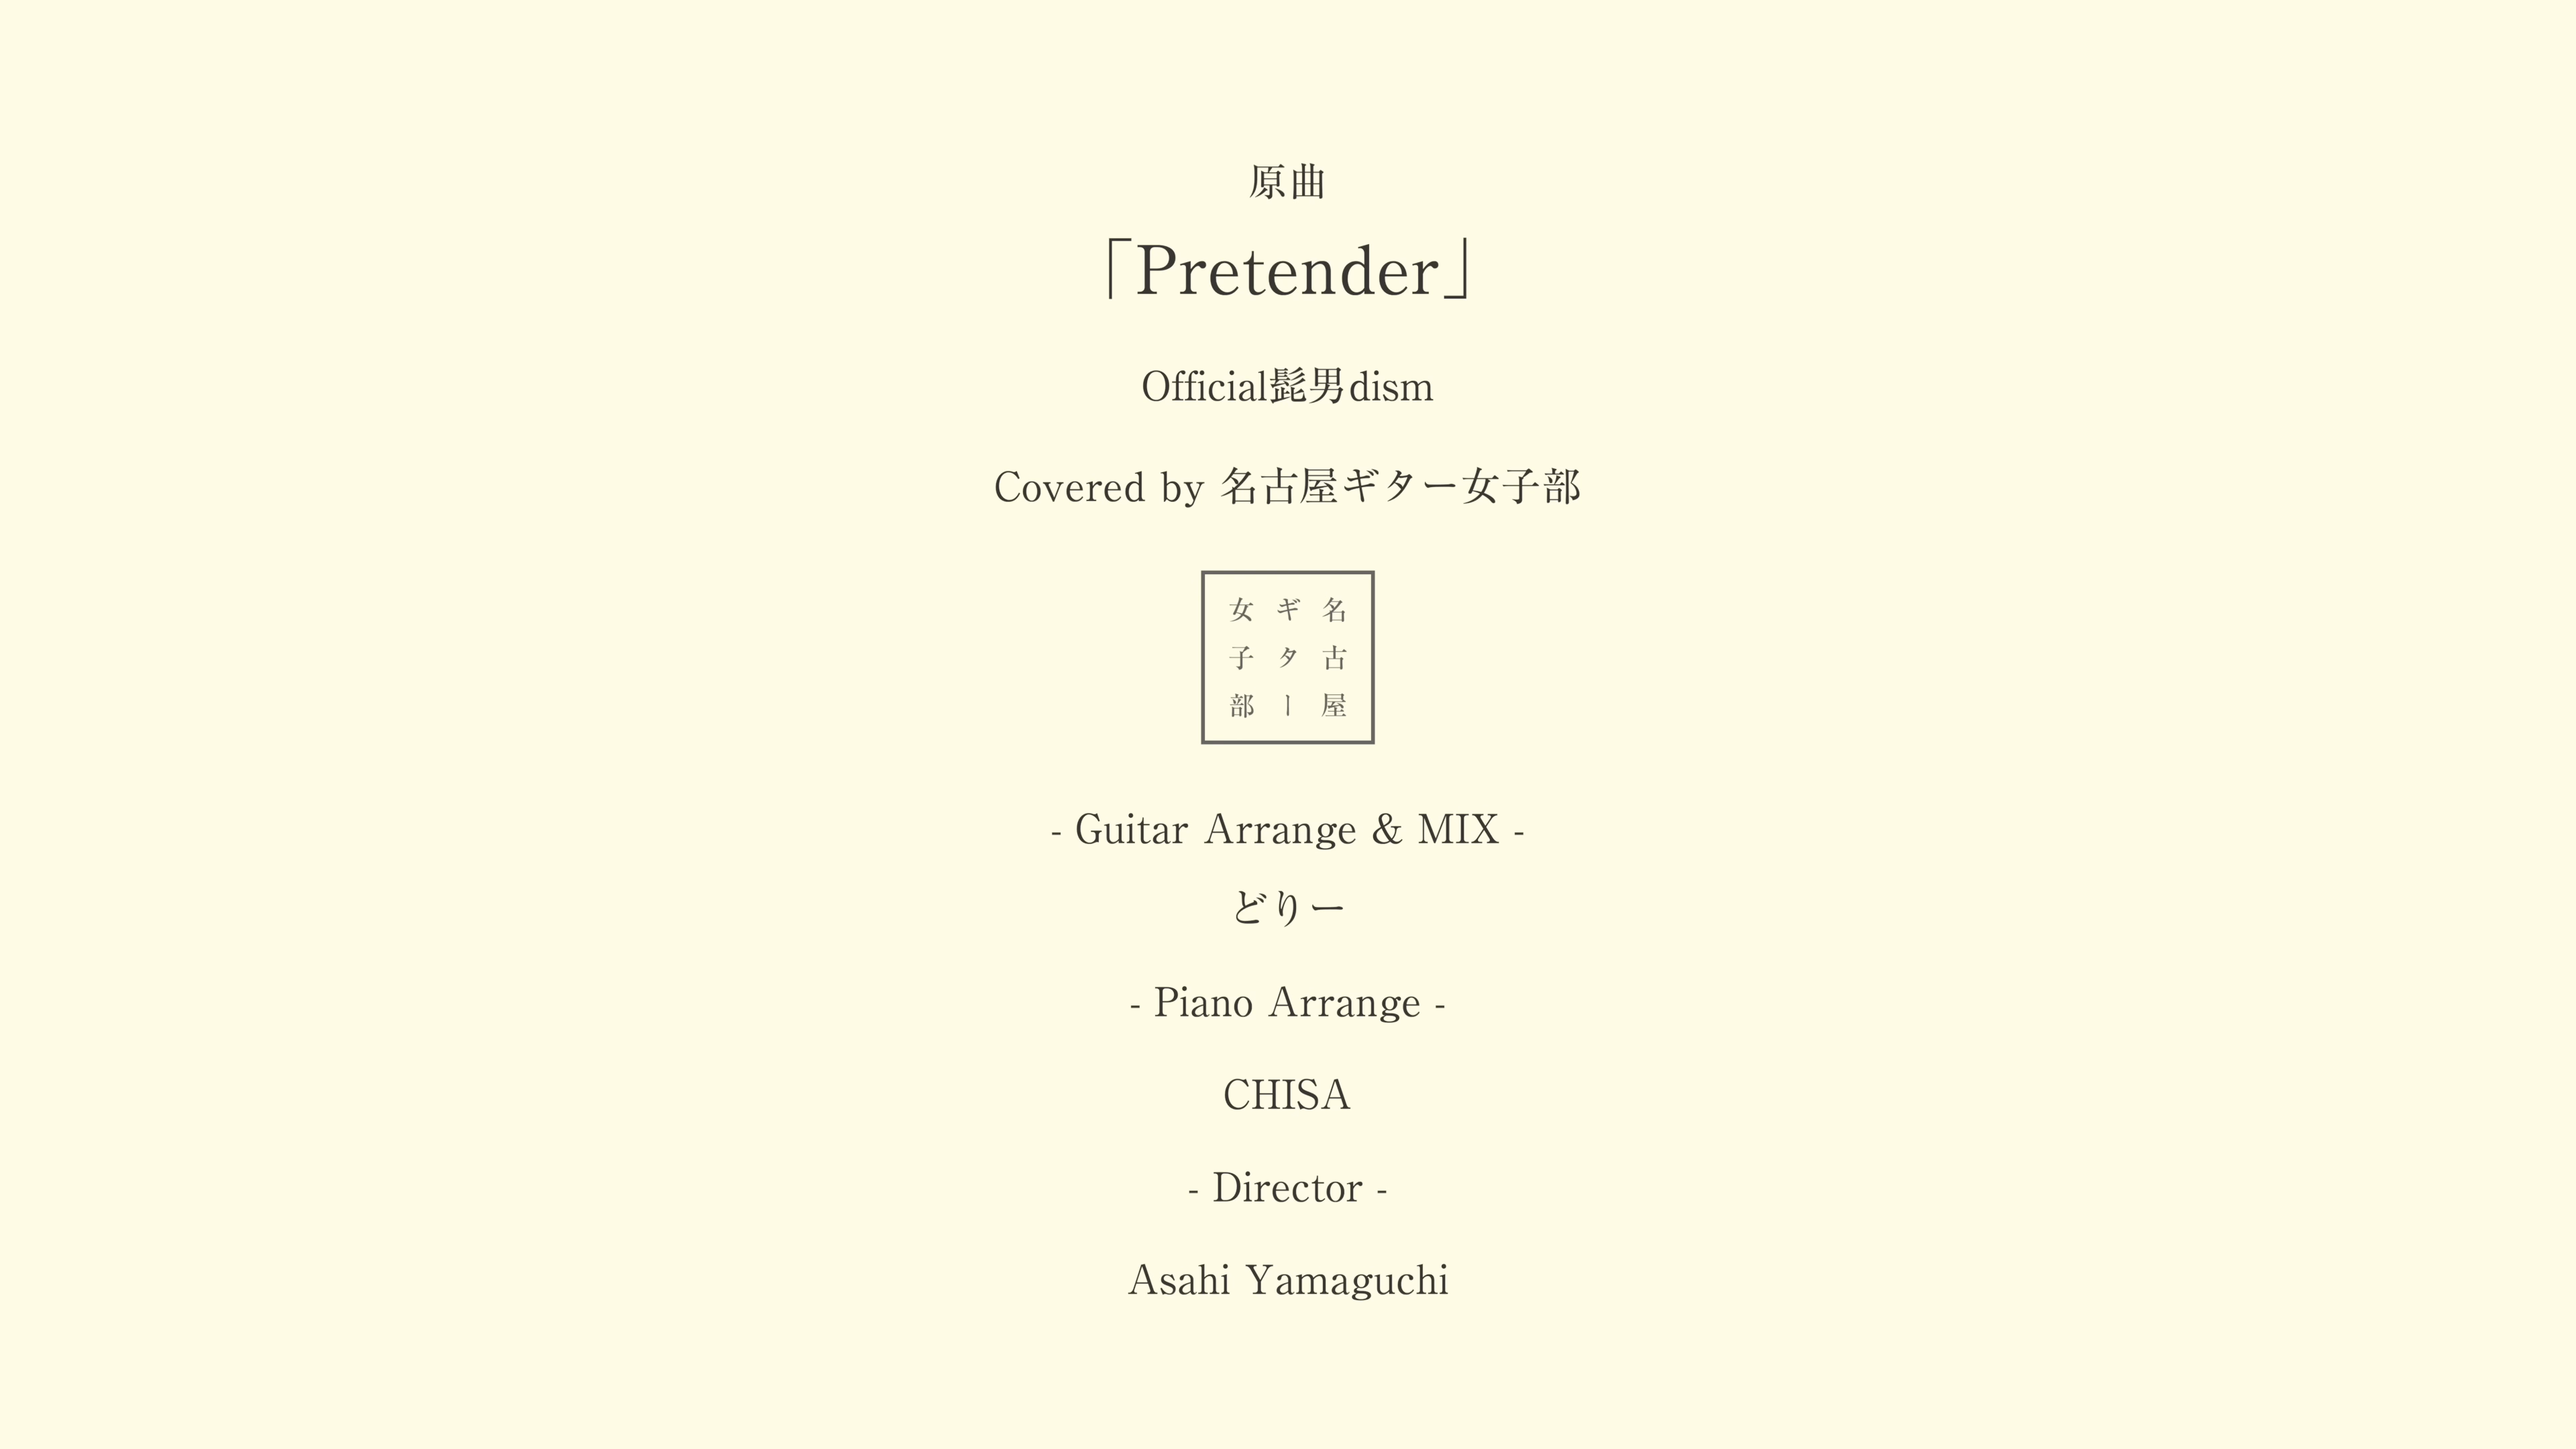 原曲
「Pretender」
Official髭男dism
Covered by 名古屋ギター女子部
名古屋
ギター
女子部
- Guitar Arrange & MIX -
どりー
- Piano Arrange -
CHISA
- Director -
Asahi Yamaguchi